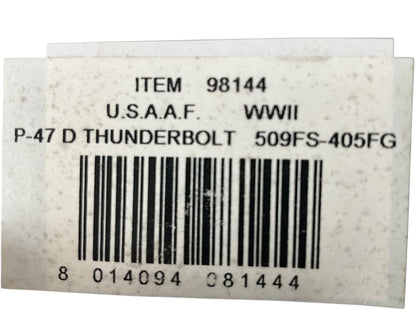 ITEM 98144
U.S.A.A.F. WWII
P-47 D THUNDERBOLT 509FS-405FG
8 014094 081444